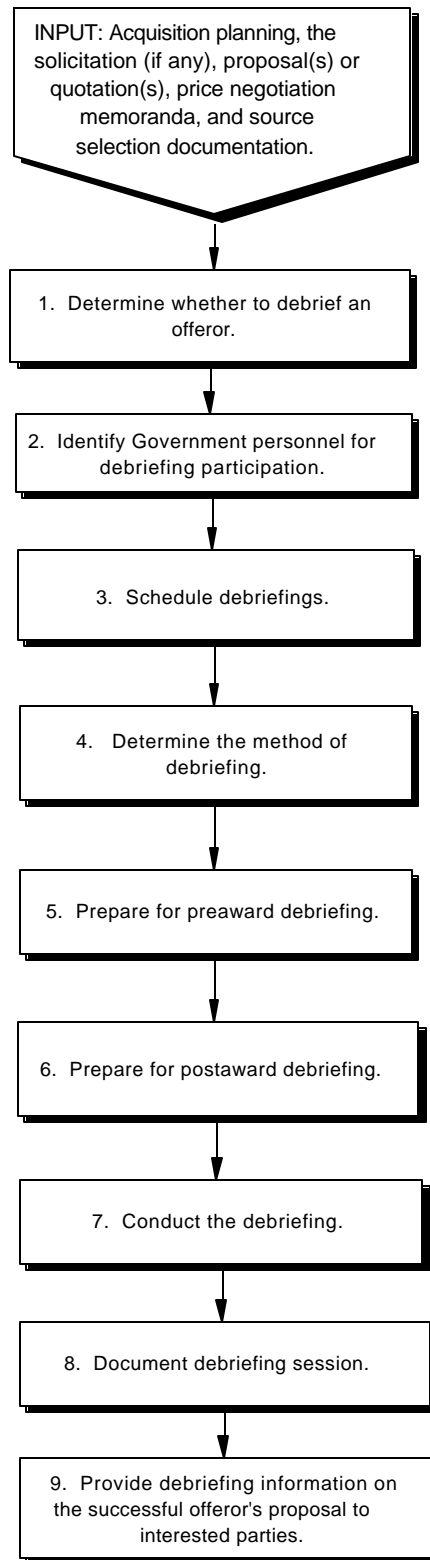 INPUT: Acquisition planning, the
solicitation (if any), proposal(s) or
quotation(s), price negotiation
memoranda, and source
selection documentation.
1. Determine whether to debrief an
offeror.
2. Identify Government personnel for
debriefing participation.
3. Schedule debriefings.
4. Determine the method of
debriefing.
5. Prepare for preaward debriefing.
6. Prepare for postaward debriefing.
7. Conduct the debriefing.
8. Document debriefing session.
9. Provide debriefing information on
the successful offeror's proposal to
interested parties.